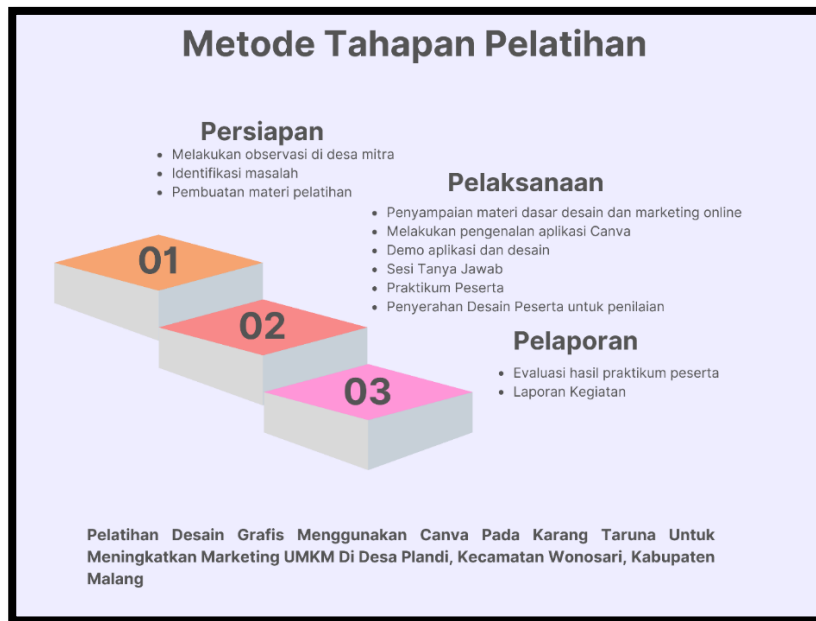 Metode Tahapan Pelatihan
Persiapan
• Melakukan observasi di desa mitra
• Identifikasi masalah
• Pembuatan materi pelatihan
Pelaksanaan
• Penyampaian materi dasar desain dan marketing online
• Melakukan pengenalan aplikasi Canva
• Demo aplikasi dan desain
• Sesi Tanya Jawab
• Praktikum Peserta
• Penyerahan Desain Peserta untuk penilaian
01
02
03
Pelaporan
• Evaluasi hasil praktikum peserta
• Laporan Kegiatan
Pelatihan Desain Grafis Menggunakan Canva Pada Karang Taruna Untuk
Meningkatkan Marketing UMKM Di Desa Plandi, Kecamatan Wonosari, Kabupaten
Malang